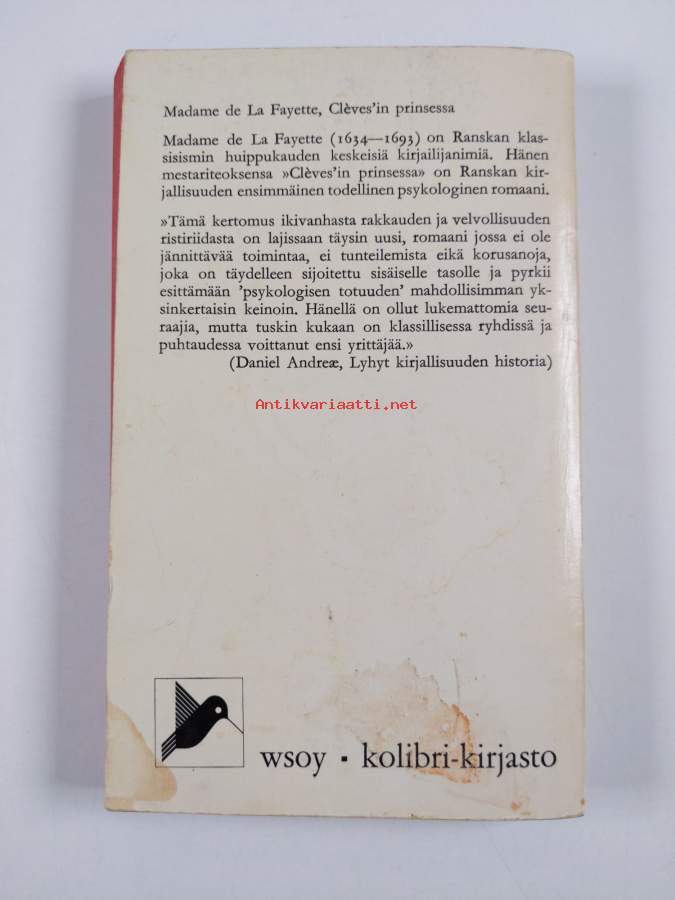 Madame de La Fayette, Clèves'in prinsessa
Madame de La Fayette (1634—1693) on Ranskan klas-
sisismin huippukauden keskeisiä kirjailijanimiä. Hänen
mestariteoksensa »Clèves'in prinsessa» on Ranskan kir-
jallisuuden ensimmäinen todellinen psykologinen romaani.
»Tämä kertomus ikivanhasta rakkauden ja velvollisuuden
ristiriidasta on lajissaan täysin uusi, romaani jossa ei ole
jännittävää toimintaa, ei tunteilemista eikä korusanoja,
joka on täydelleen sijoitettu sisäiselle tasolle ja pyrkii
esittämään 'psykologisen totuuden' mahdollisimman yk-
sinkertaisin keinoin. Hänellä on ollut lukemattomia seu-
raajia, mutta tuskin kukaan on klassillisessa ryhdissä ja
puhtaudessa voittanut ensi yrittäjää.»
(Daniel Andreæ, Lyhyt kirjallisuuden historia)
Antikvariaatti.net
wsoy ▪ kolibri-kirjasto